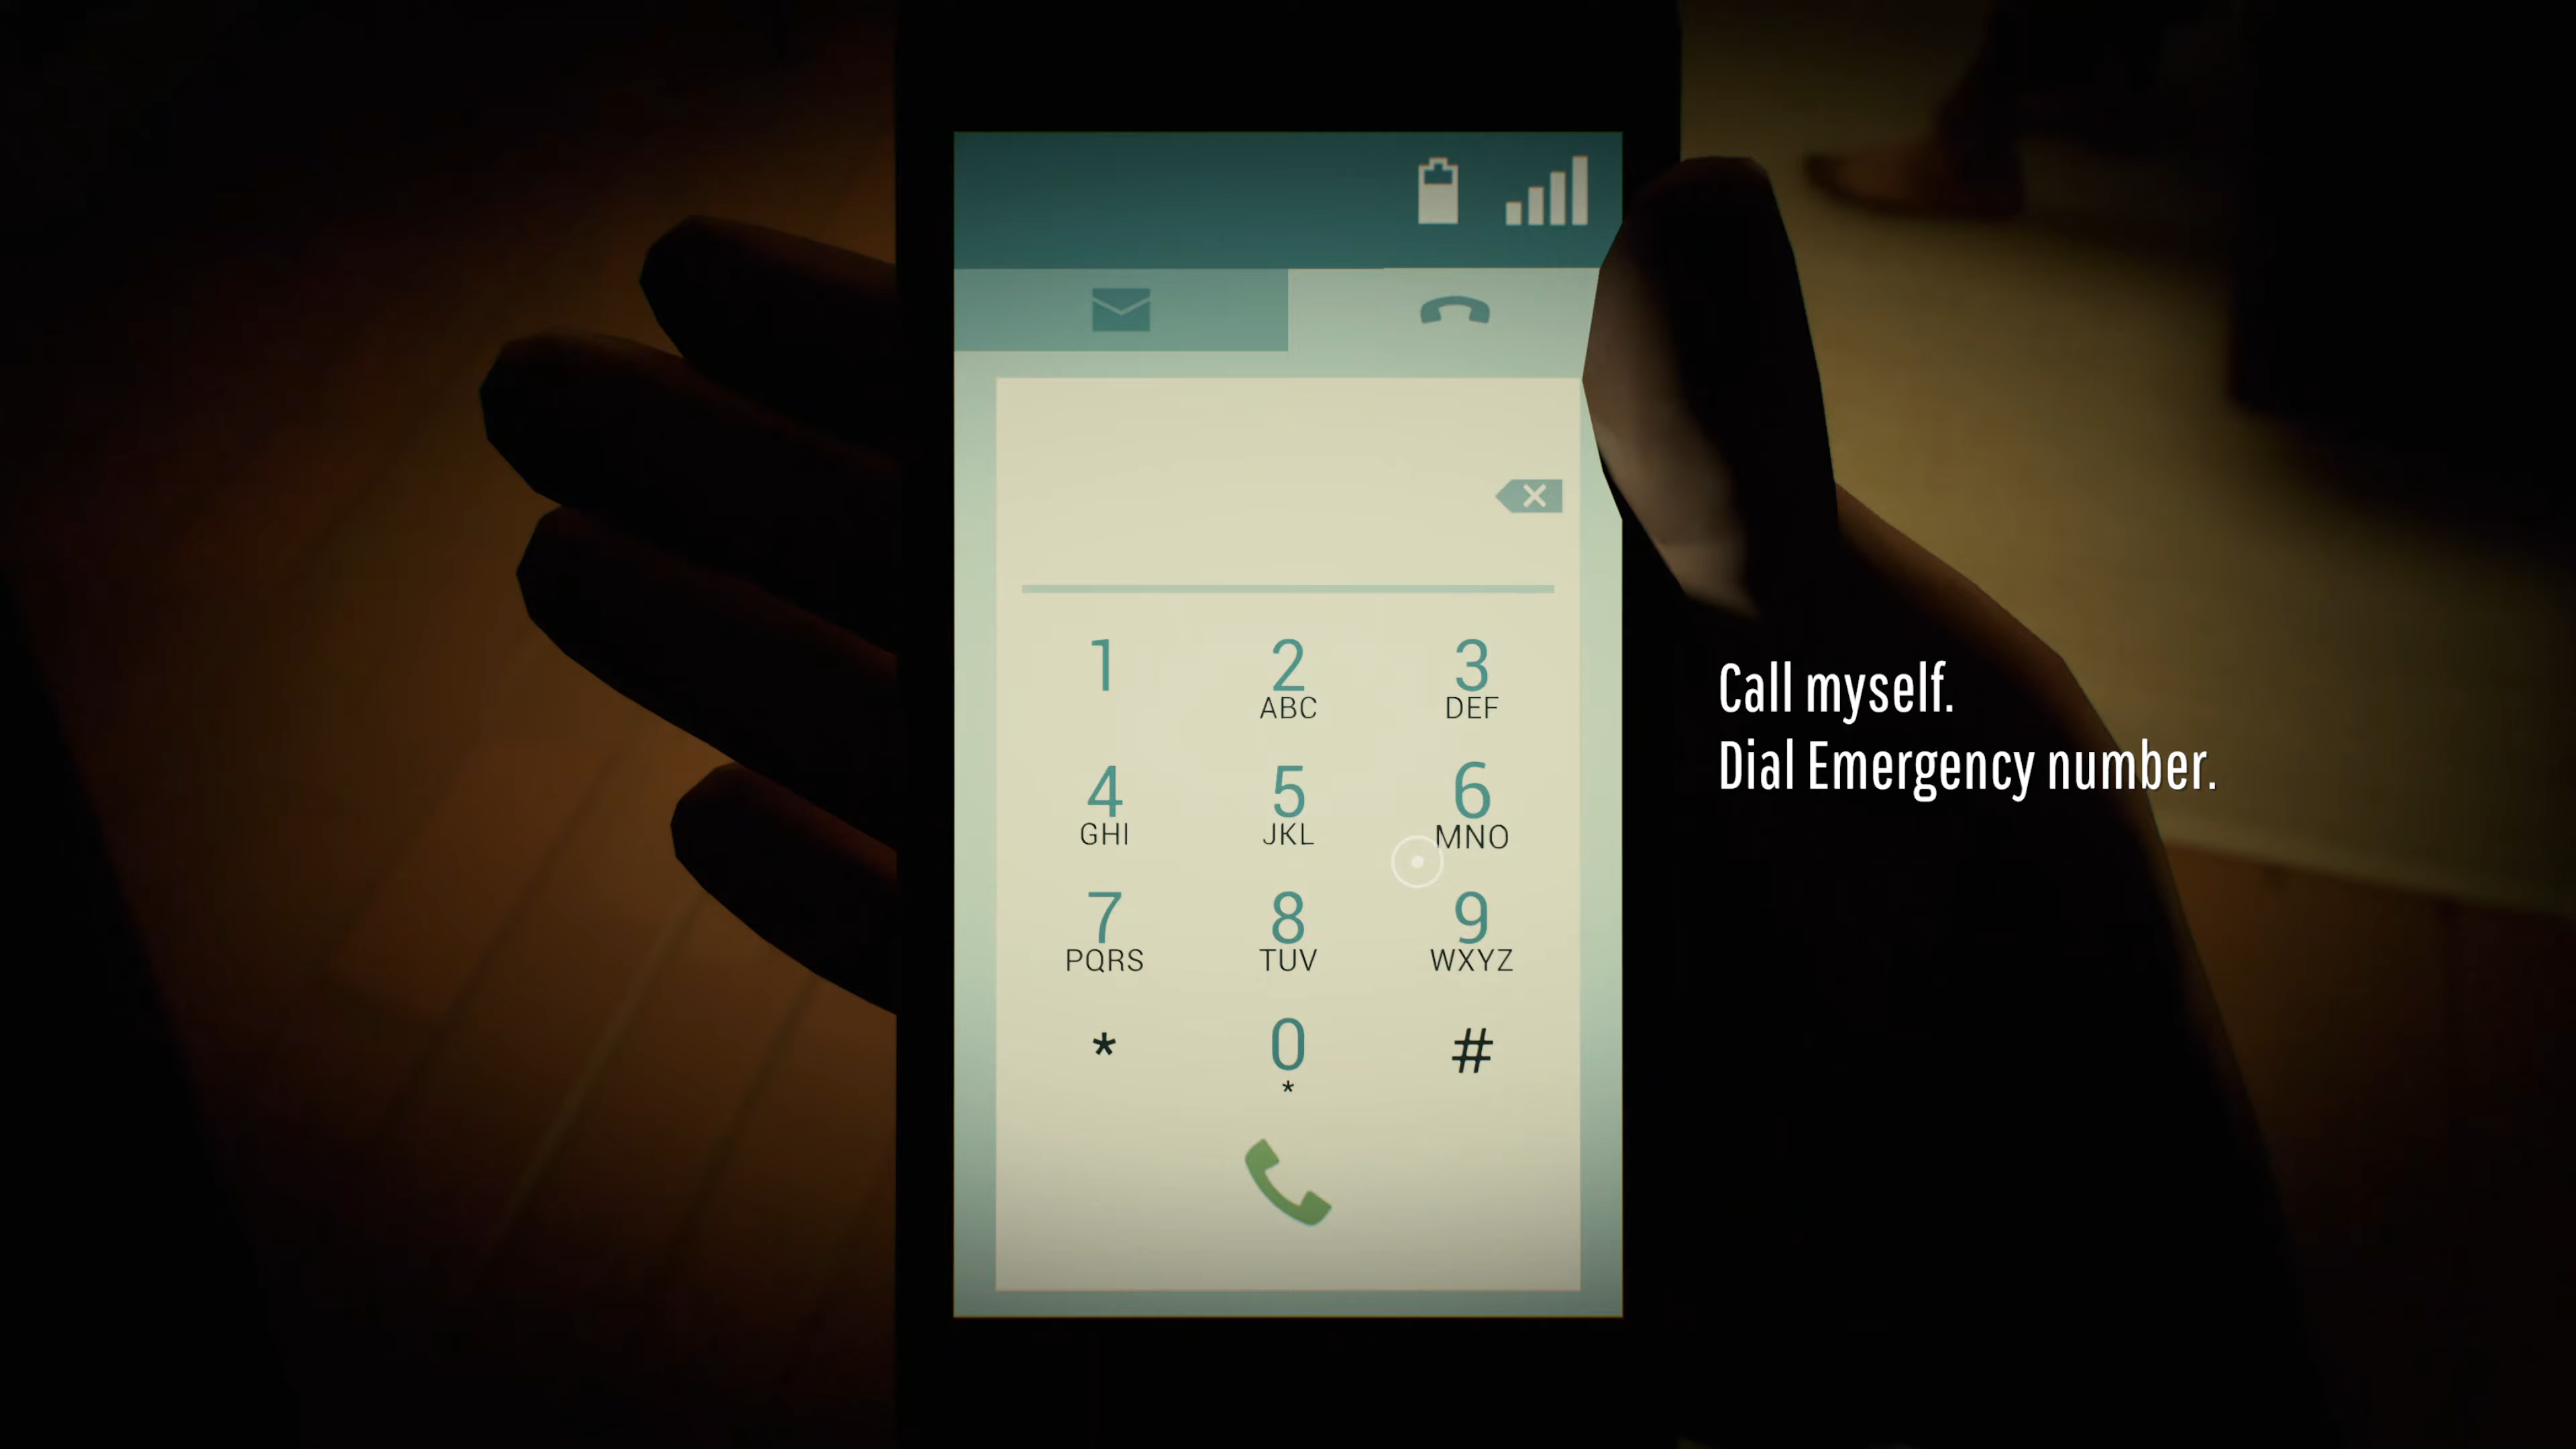 1 2 3
ABC DEF
4 5 6
GHI JKL MNO
7 8 9
PQRS TUV WXYZ
* 0 #
*
Call myself.
Dial Emergency number.